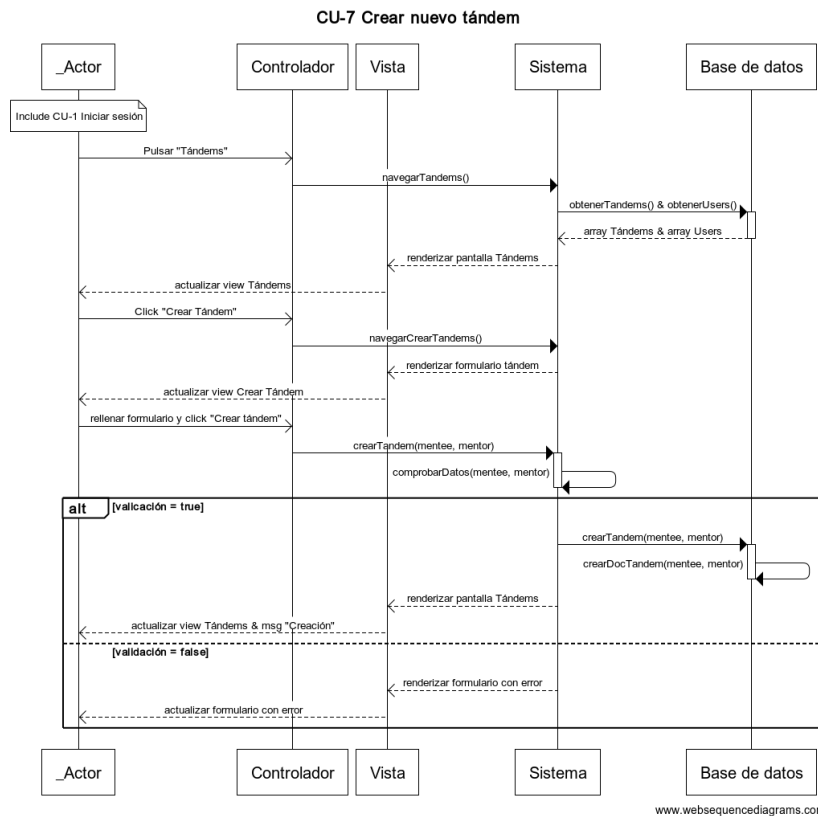 CU-7 Crear nuevo tándem
_Actor
Controlador
Vista
Sistema
Base de datos
Include CU-1 Iniciar sesión
Pulsar "Tándems"
navegarTandems()
obtenerTandems() & obtenerUsers()
array Tándems & array Users
renderizar pantalla Tándems
actualizar view Tándems
Click "Crear Tándem"
navegarCrearTandems()
renderizar formulario tándem
actualizar view Crear Tándem
rellenar formulario y click "Crear tándem"
crearTandem(mentee, mentor)
comprobarDatos(mentee, mentor)
alt
[valicación = true]
crearTandem(mentee, mentor)
crearDocTandem(mentee, mentor)
renderizar pantalla Tándems
actualizar view Tándems & msg "Creación"
[validación = false]
renderizar formulario con error
actualizar formulario con error
_Actor
Controlador
Vista
Sistema
Base de datos
www.websequencediagrams.com